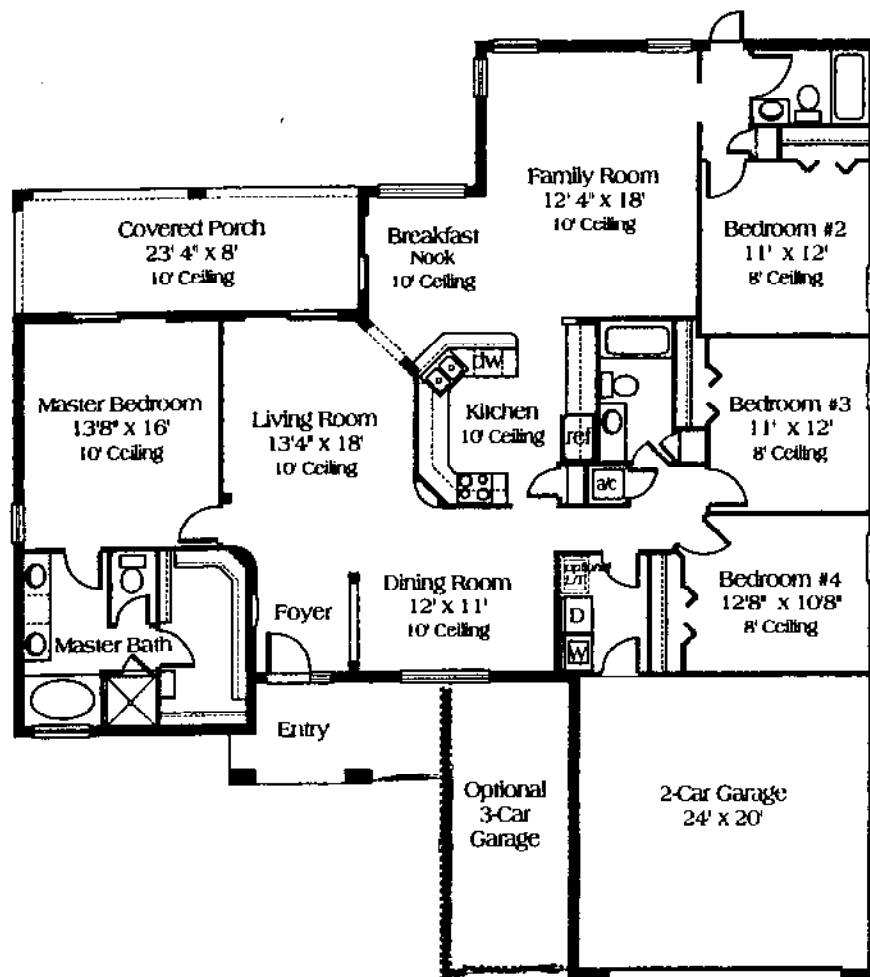 Family Room
12' 4" x 18'
10' Ceiling
Covered Porch
23' 4" x 8'
10' Ceiling
Breakfast
Nook
10' Ceiling
Bedroom #2
11' x 12'
8' Ceiling
Master Bedroom
13'8" x 16'
10' Ceiling
Living Room
13'4" x 18'
10' Ceiling
DW
Kitchen
10' Ceiling
ref
Bedroom #3
11' x 12'
8' Ceiling
a/c
Dining Room
12' x 11'
10' Ceiling
optional
L/T
D
W
Bedroom #4
12'8" x 10'8"
8' Ceiling
Foyer
Master Bath
Entry
Optional
3-Car
Garage
2-Car Garage
24' x 20'